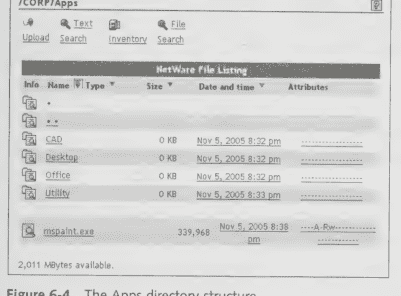 /CORP/Apps
Upload Text Search Inventory File Search
NetWare File Listing
Info Name Type Size Date and time Attributes
.
..
CAD 0 KB Nov 5, 2005 8:32 pm
Desktop 0 KB Nov 5, 2005 8:32 pm
Office 0 KB Nov 5, 2005 8:32 pm
Utility 0 KB Nov 5, 2005 8:33 pm
mspaint.exe 339,968 Nov 5, 2005 8:38 pm ----A-Rw------------
2,011 MBytes available.
Figure 6-4 The Apps directory structure